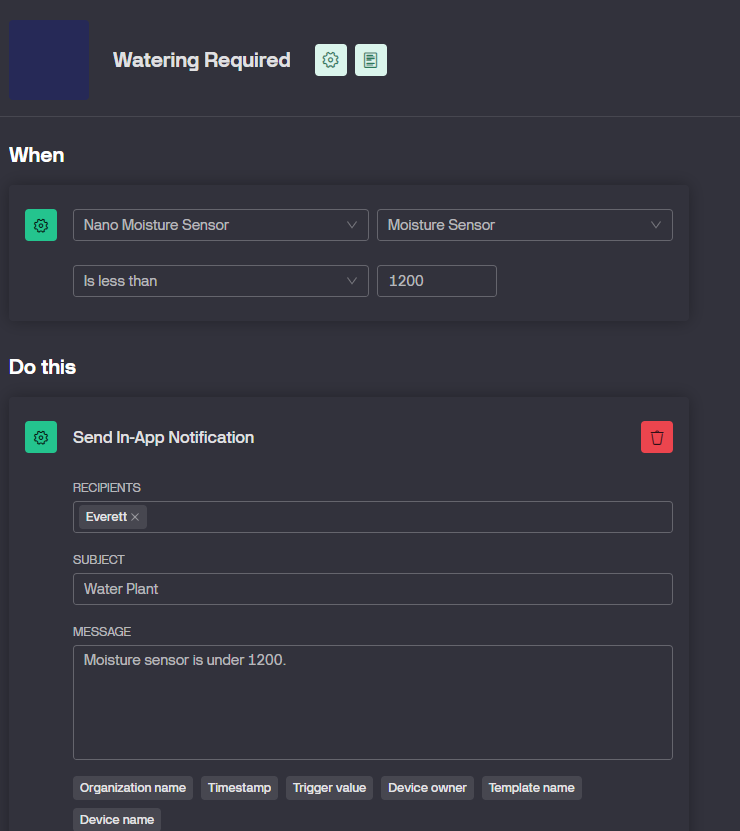 Watering Required
When
Nano Moisture Sensor Moisture Sensor
Is less than 1200
Do this
Send In-App Notification
RECIPIENTS
Everett
SUBJECT
Water Plant
MESSAGE
Moisture sensor is under 1200.
Organization name Timestamp Trigger value Device owner Template name
Device name